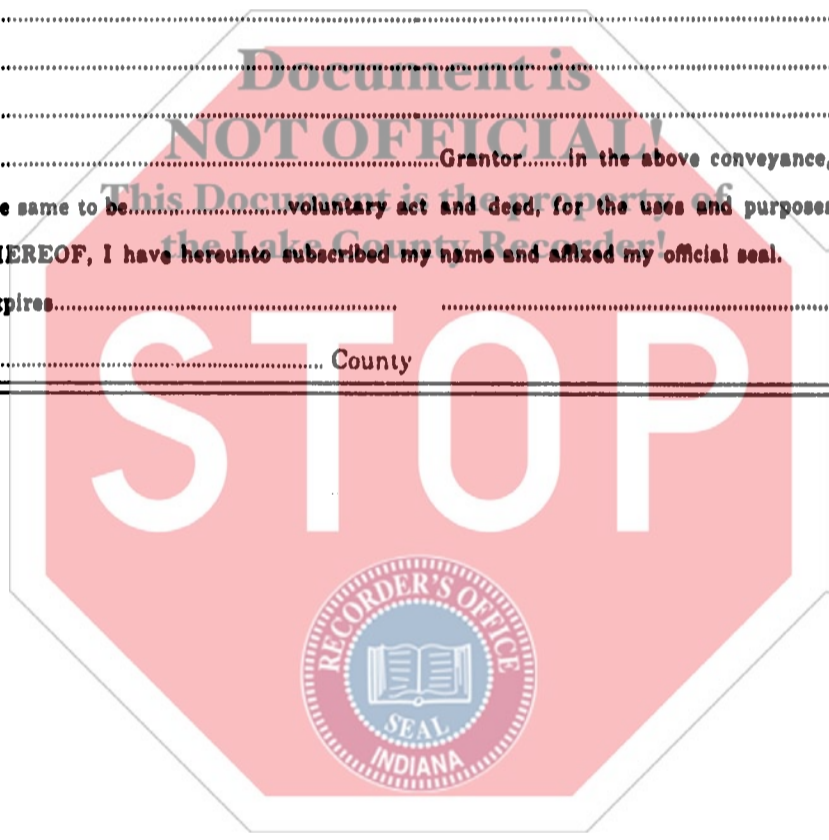 Document is
NOT OFFICIAL!
Grantor......in the above conveyance,
This Document is the property of
e same to be........................voluntary act and deed, for the uses and purposes
the Lake County Recorder!
EREOF, I have hereunto subscribed my name and affixed my official seal.
pires
County
STOP
RECORDER'S OFFICE
SEAL
INDIANA